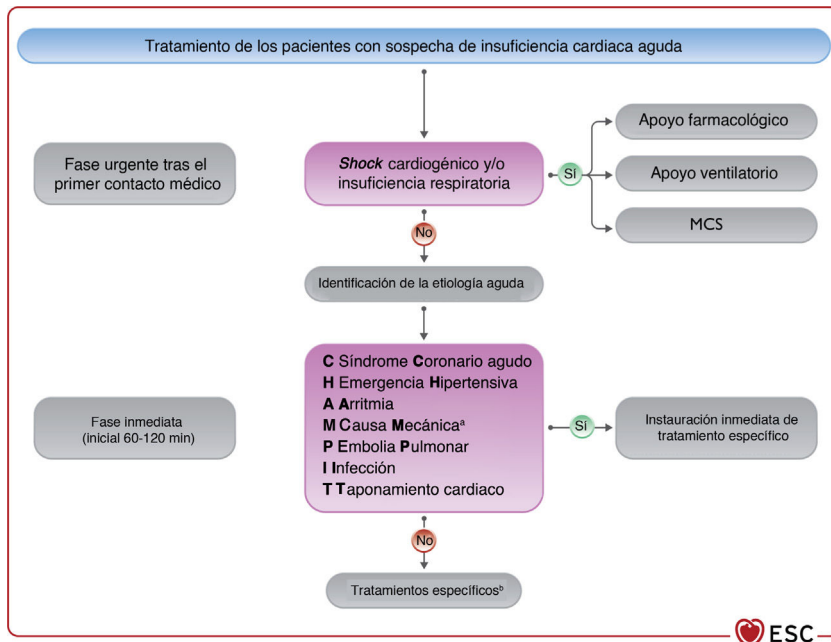 Tratamiento de los pacientes con sospecha de insuficiencia cardiaca aguda
Fase urgente tras el
primer contacto médico
Shock cardiogénico y/o
insuficiencia respiratoria
Sí
Apoyo farmacológico
Apoyo ventilatorio
MCS
No
Identificación de la etiología aguda
Fase inmediata
(inicial 60-120 min)
C Síndrome Coronario agudo
H Emergencia Hipertensiva
A Arritmia
M Causa Mecánicaª
P Embolia Pulmonar
I Infección
T Taponamiento cardiaco
Sí
Instauración inmediata de
tratamiento específico
No
Tratamientos específicosᵇ
ESC